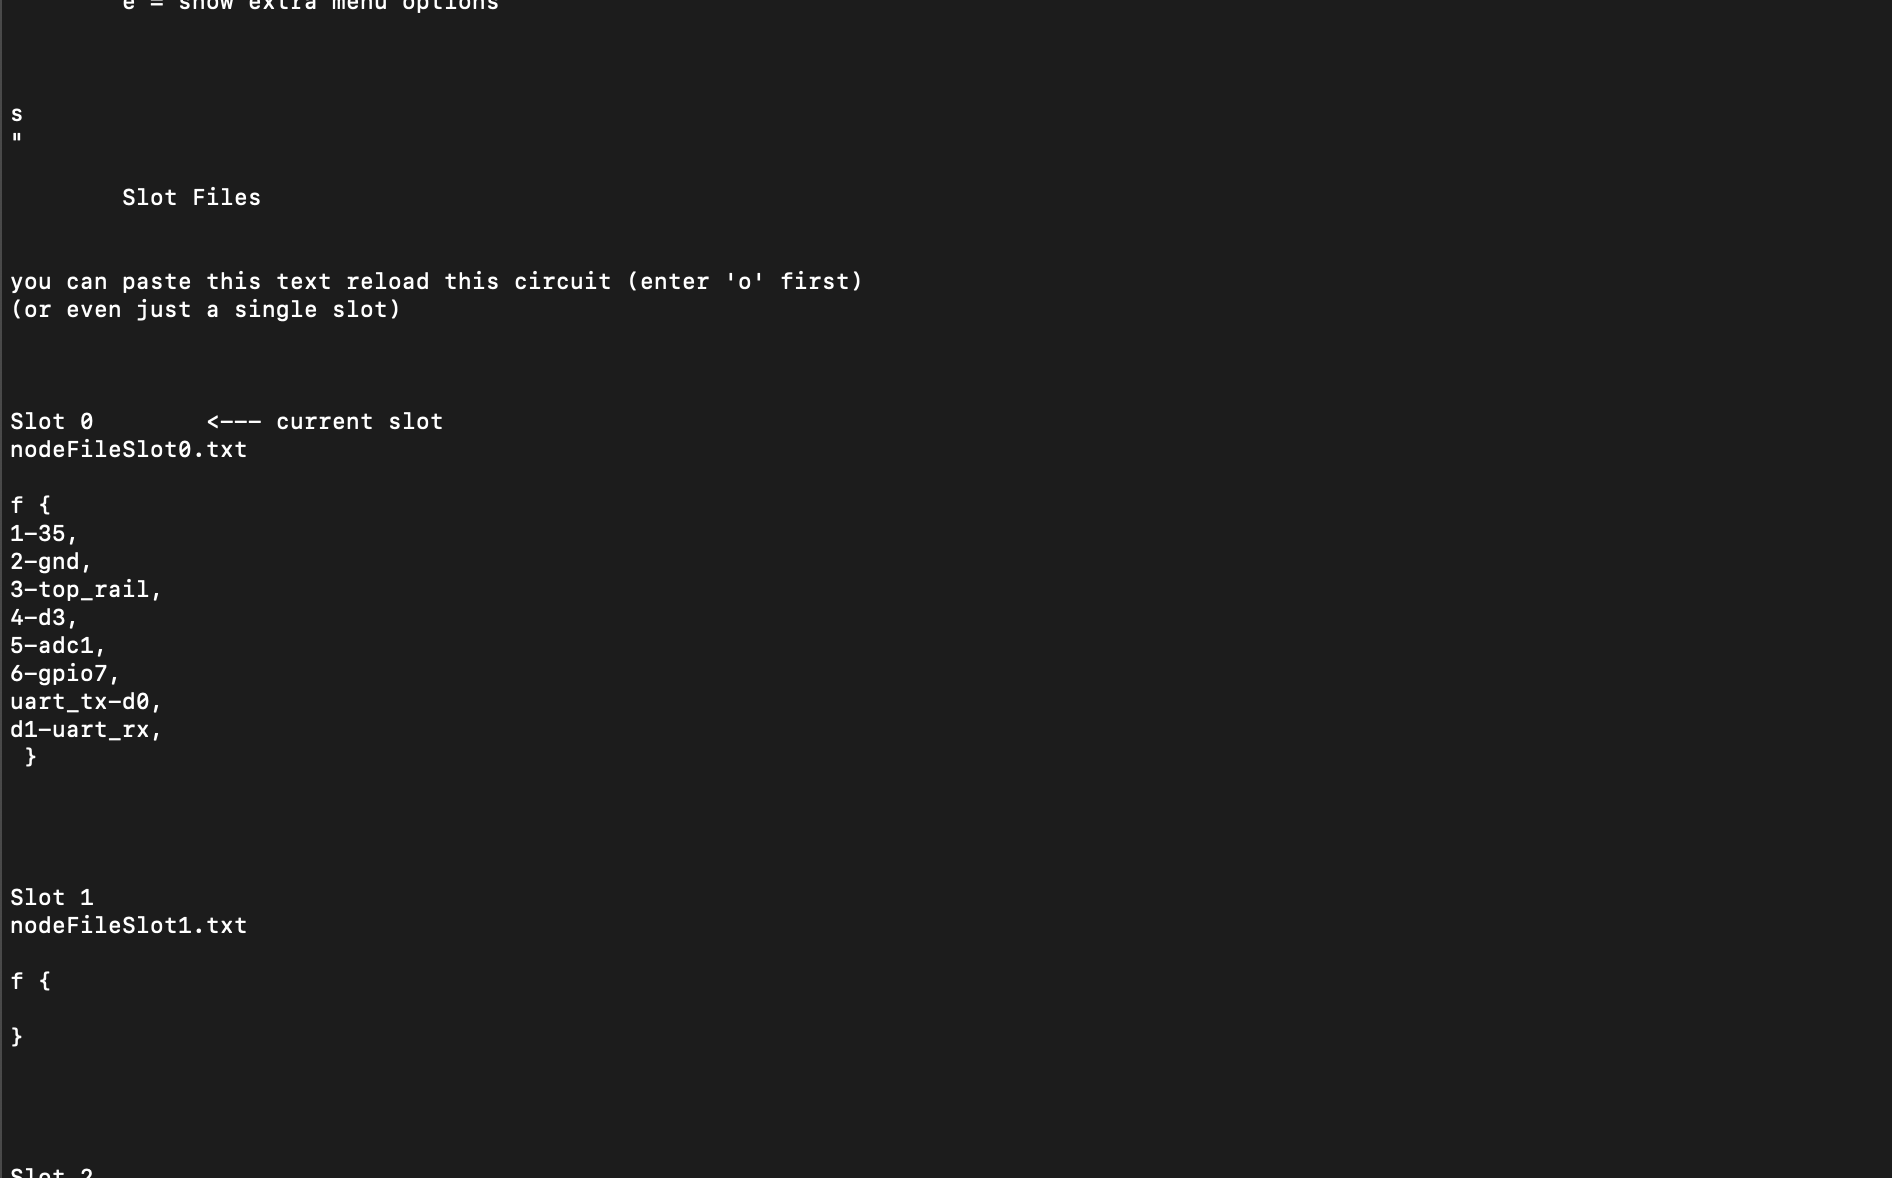 e = show extra menu options
s
"
Slot Files
you can paste this text reload this circuit (enter 'o' first)
(or even just a single slot)
Slot 0        <--- current slot
nodeFileSlot0.txt
f {
1-35,
2-gnd,
3-top_rail,
4-d3,
5-adc1,
6-gpio7,
uart_tx-d0,
d1-uart_rx,
}
Slot 1
nodeFileSlot1.txt
f {
}
Slot 2